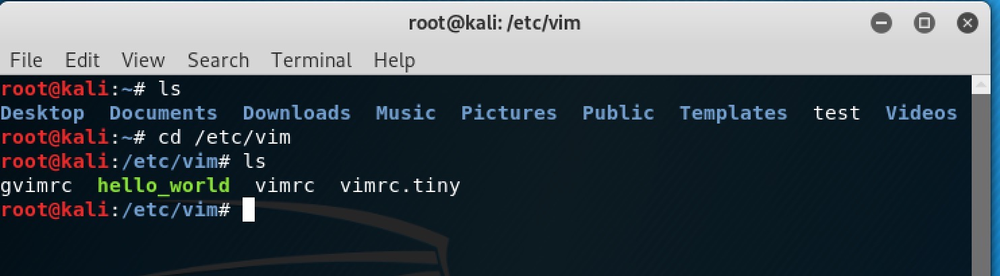 root@kali: /etc/vim
File Edit View Search Terminal Help
root@kali:~# ls
Desktop Documents Downloads Music Pictures Public Templates test Videos
root@kali:~# cd /etc/vim
root@kali:/etc/vim# ls
gvimrc hello_world vimrc vimrc.tiny
root@kali:/etc/vim#